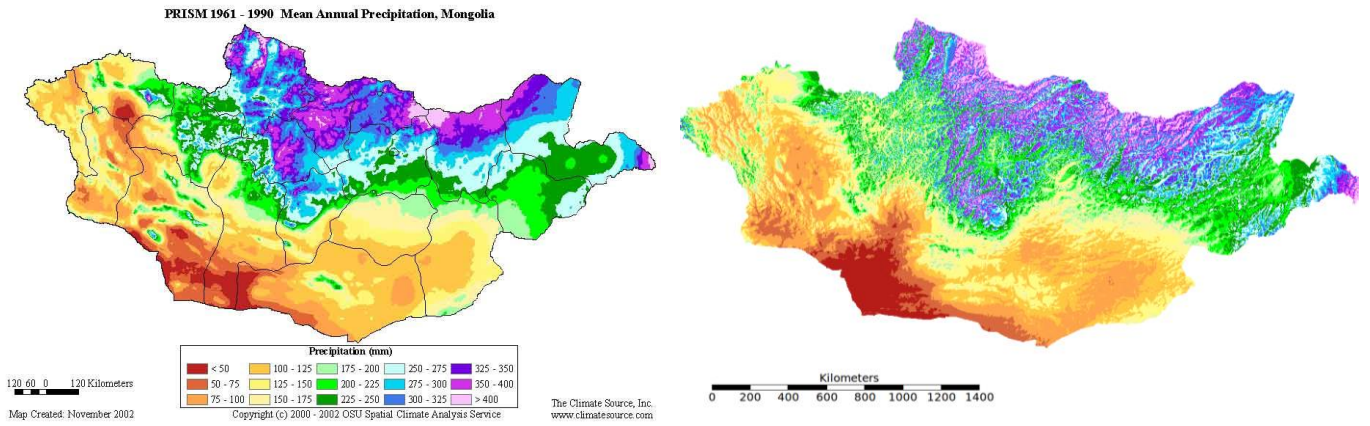 PRISM 1961 - 1990 Mean Annual Precipitation, Mongolia
Precipitation (mm)
< 50
100 - 125
175 - 200
250 - 275
325 - 350
50 - 75
125 - 150
200 - 225
275 - 300
350 - 400
75 - 100
150 - 175
225 - 250
300 - 325
> 400
120 60 0 120 Kilometers
Map Created: November 2002
Copyright (c) 2000 - 2002 OSU Spatial Climate Analysis Service
The Climate Source, Inc.
www.climatesource.com
Kilometers
0 200 400 600 800 1000 1200 1400